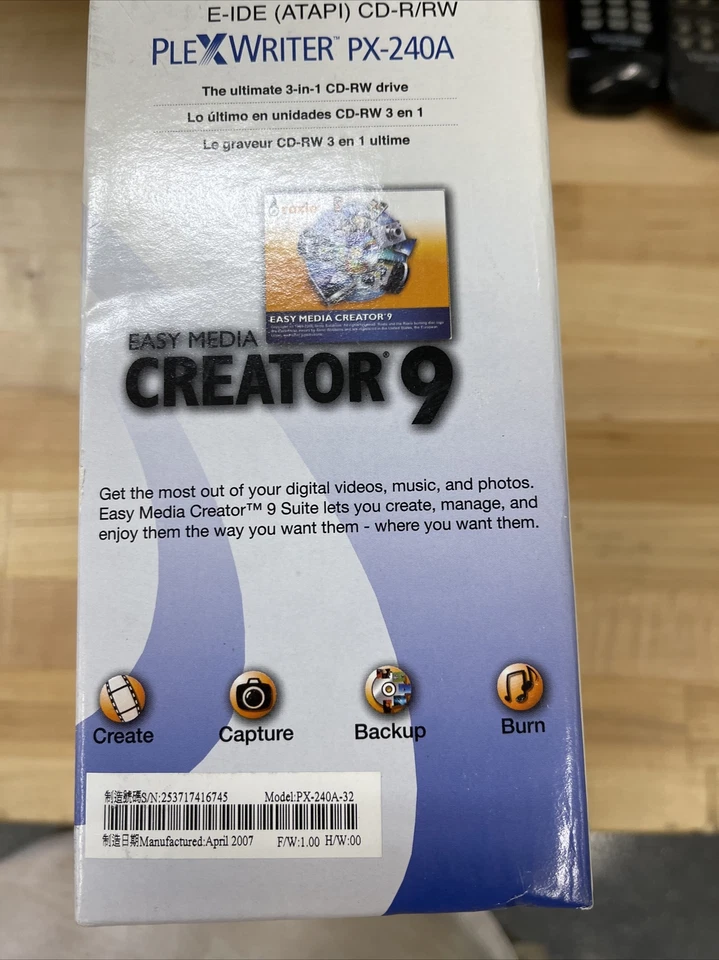 E-IDE (ATAPI) CD-R/RW
PLEXWRITER™ PX-240A
The ultimate 3-in-1 CD-RW drive
Lo último en unidades CD-RW 3 en 1
Le graveur CD-RW 3 en 1 ultime
roxio
EASY MEDIA CREATOR®9
EASY MEDIA
CREATOR® 9
Get the most out of your digital videos, music, and photos.
Easy Media Creator™ 9 Suite lets you create, manage, and
enjoy them the way you want them - where you want them.
Create Capture Backup Burn
制造號碼S/N:253717416745 Model:PX-240A-32
制造日期Manufactured:April 2007 F/W:1.00 H/W:00